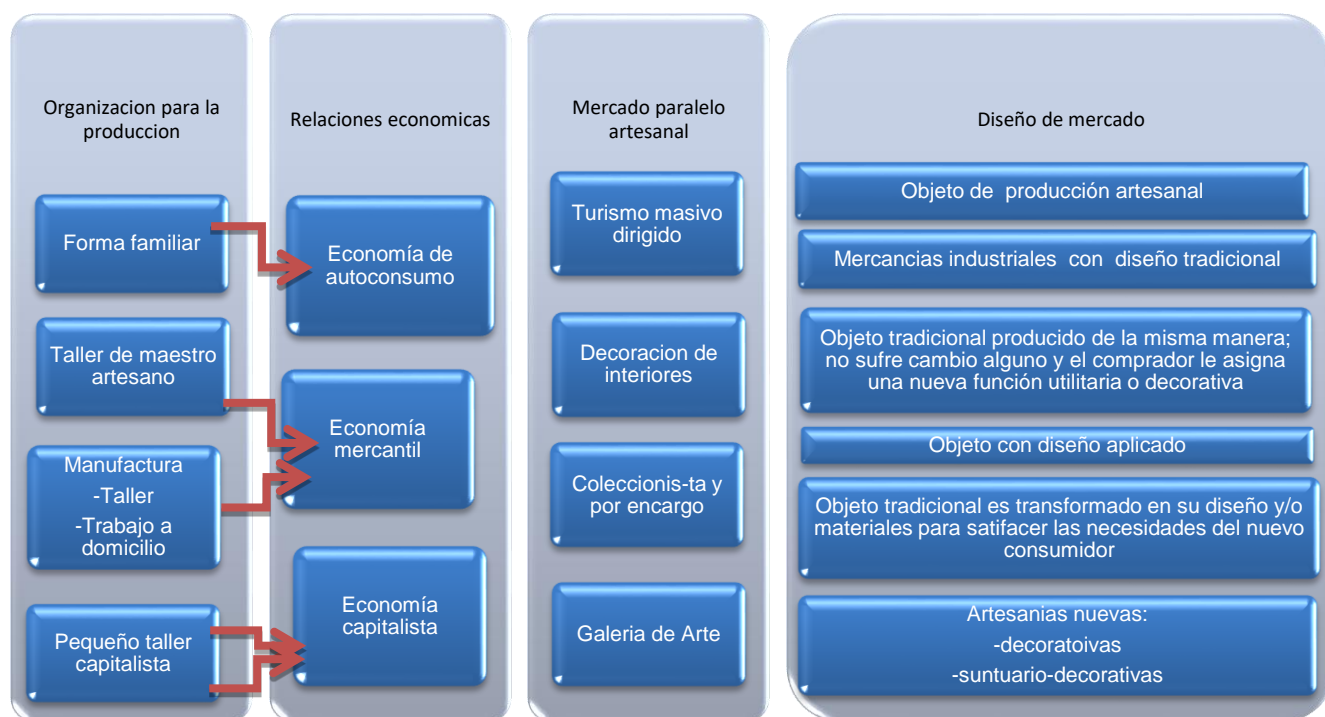 Organizacion para la
produccion
Forma familiar
Taller de maestro
artesano
Manufactura
-Taller
-Trabajo a
domicilio
Pequeño taller
capitalista
Relaciones economicas
Economía de
autoconsumo
Economía
mercantil
Economía
capitalista
Mercado paralelo
artesanal
Turismo masivo
dirigido
Decoracion de
interiores
Coleccionis-ta y
por encargo
Galeria de Arte
Diseño de mercado
Objeto de producción artesanal
Mercancias industriales con diseño tradicional
Objeto tradicional producido de la misma manera;
no sufre cambio alguno y el comprador le asigna
una nueva función utilitaria o decorativa
Objeto con diseño aplicado
Objeto tradicional es transformado en su diseño y/o
materiales para satifacer las necesidades del nuevo
consumidor
Artesanias nuevas:
-decoratoivas
-suntuario-decorativas